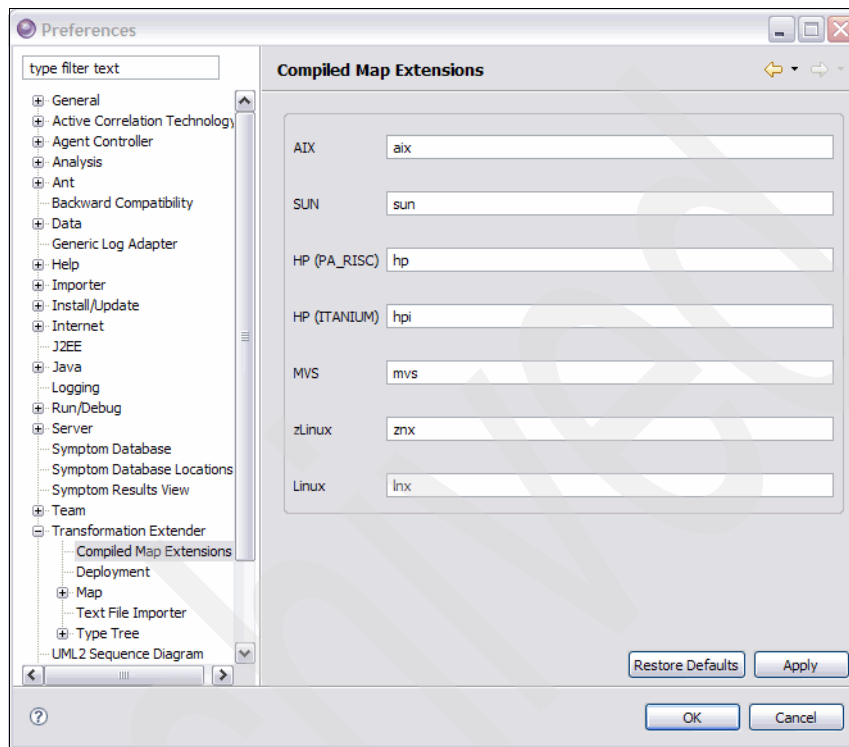 Preferences
type filter text
General
Active Correlation Technology
Agent Controller
Analysis
Ant
Backward Compatibility
Data
Generic Log Adapter
Help
Importer
Install/Update
Internet
J2EE
Java
Logging
Run/Debug
Server
Symptom Database
Symptom Database Locations
Symptom Results View
Team
Transformation Extender
Compiled Map Extensions
Deployment
Map
Text File Importer
Type Tree
UML2 Sequence Diagram
Compiled Map Extensions
AIX aix
SUN sun
HP (PA_RISC) hp
HP (ITANIUM) hpi
MVS mvs
zLinux znx
Linux lnx
Restore Defaults Apply
? OK Cancel